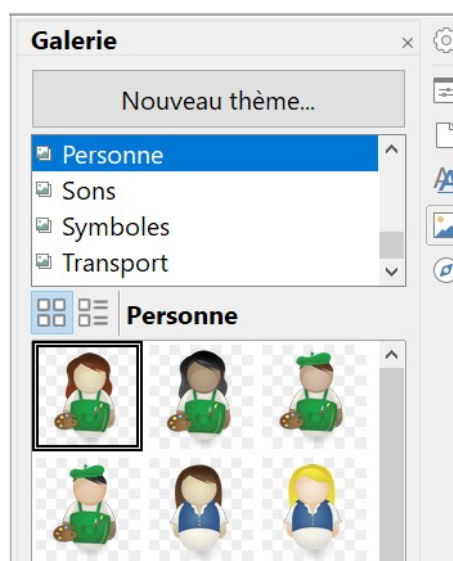 Galerie
Nouveau thème...
Personne
Sons
Symboles
Transport
Personne